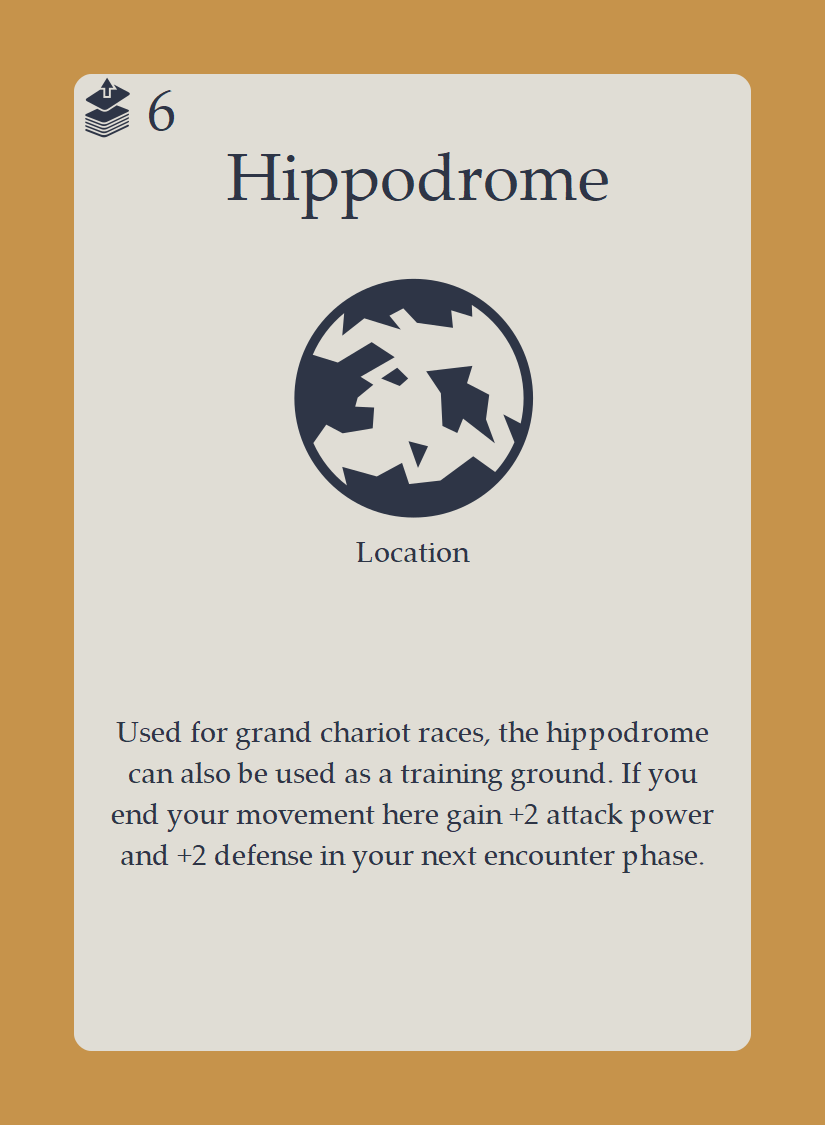 6
Hippodrome
Location
Used for grand chariot races, the hippodrome
can also be used as a training ground. If you
end your movement here gain +2 attack power
and +2 defense in your next encounter phase.